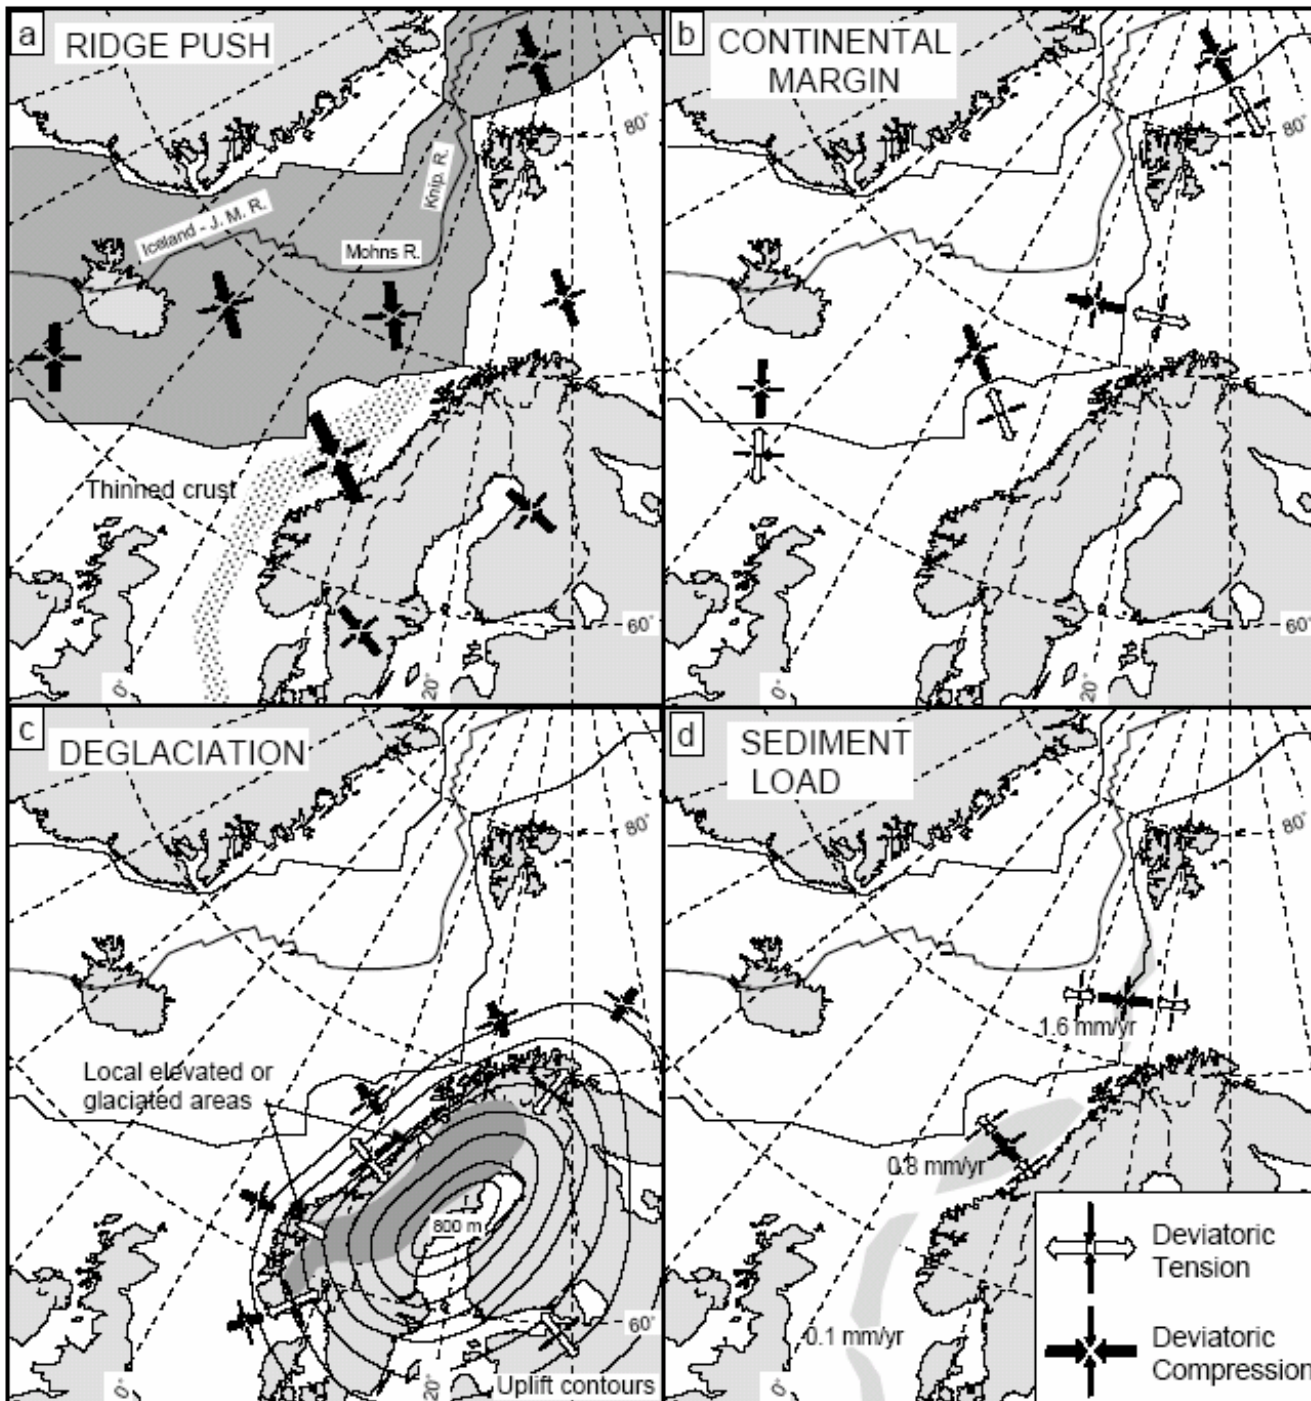 a
RIDGE PUSH
Iceland - J. M. R.
Knip. R.
Mohns R.
80°
Thinned crust
60°
0°
20°
b
CONTINENTAL
MARGIN
80°
60°
0°
20°
c
DEGLACIATION
80°
Local elevated or
glaciated areas
800 m
60°
0°
20°
Uplift contours
d
SEDIMENT
LOAD
80°
1.6 mm/yr
0.8 mm/yr
0.1 mm/yr
0°
20°
Deviatoric
Tension
Deviatoric
Compression